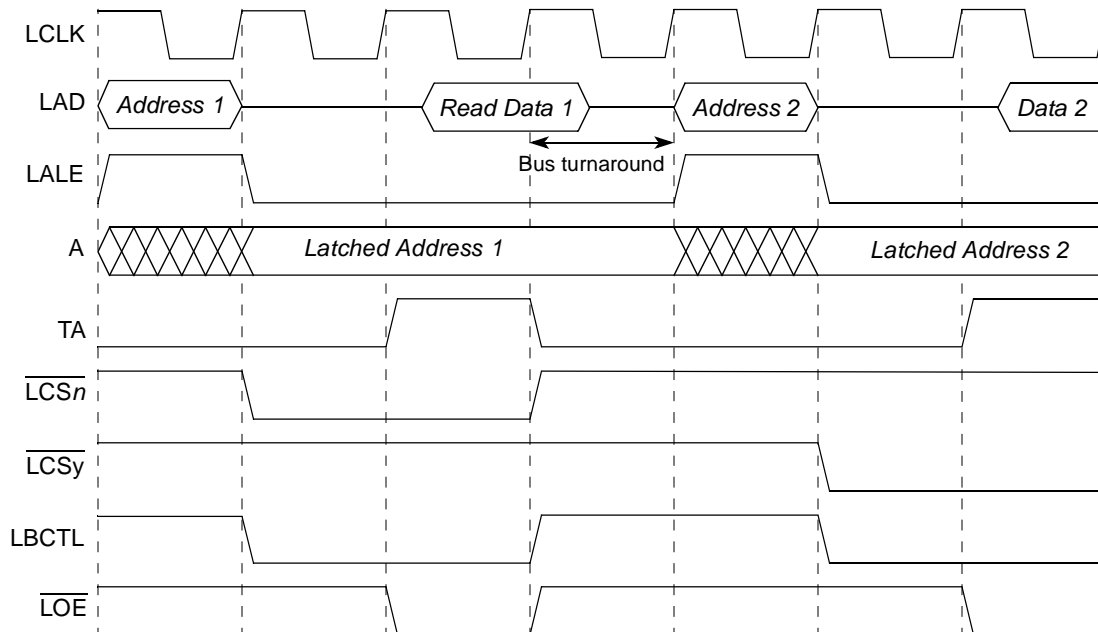 LCLK
LAD Address 1 Read Data 1 Address 2 Data 2
Bus turnaround
LALE
A Latched Address 1 Latched Address 2
TA
LCSn
LCSy
LBCTL
LOE